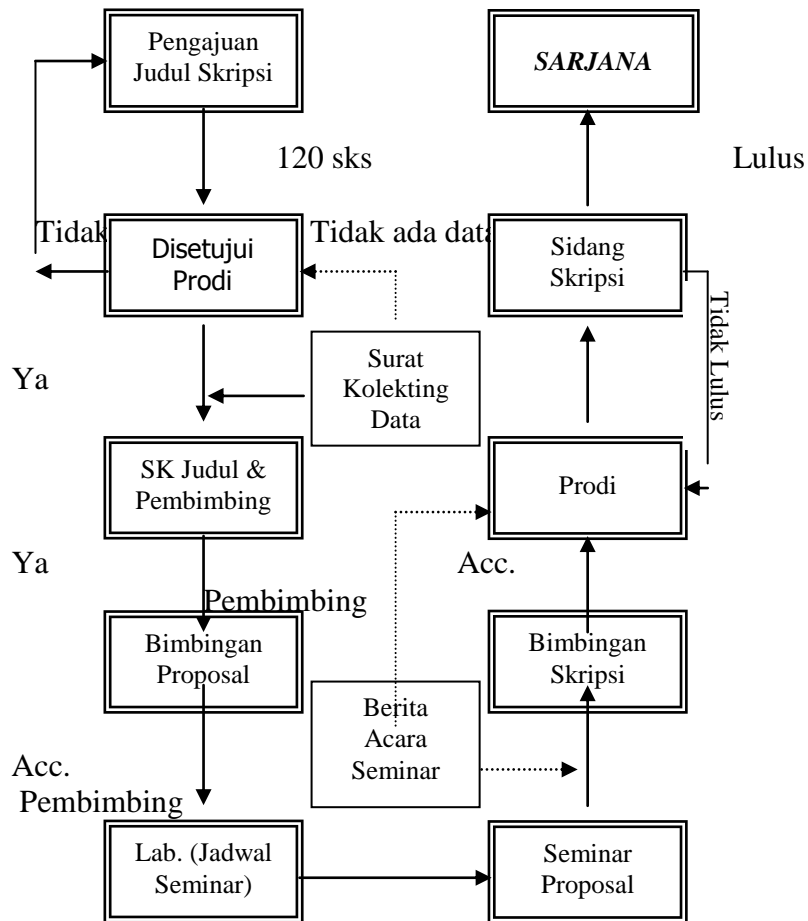 Pengajuan
Judul Skripsi
SARJANA
120 sks
Lulus
Tidak
Disetujui
Prodi
Tidak ada data
Sidang
Skripsi
Tidak Lulus
Ya
Surat
Kolekting
Data
SK Judul &
Pembimbing
Prodi
Ya
Acc.
Pembimbing
Bimbingan
Proposal
Bimbingan
Skripsi
Berita
Acara
Seminar
Acc.
Pembimbing
Lab. (Jadwal
Seminar)
Seminar
Proposal